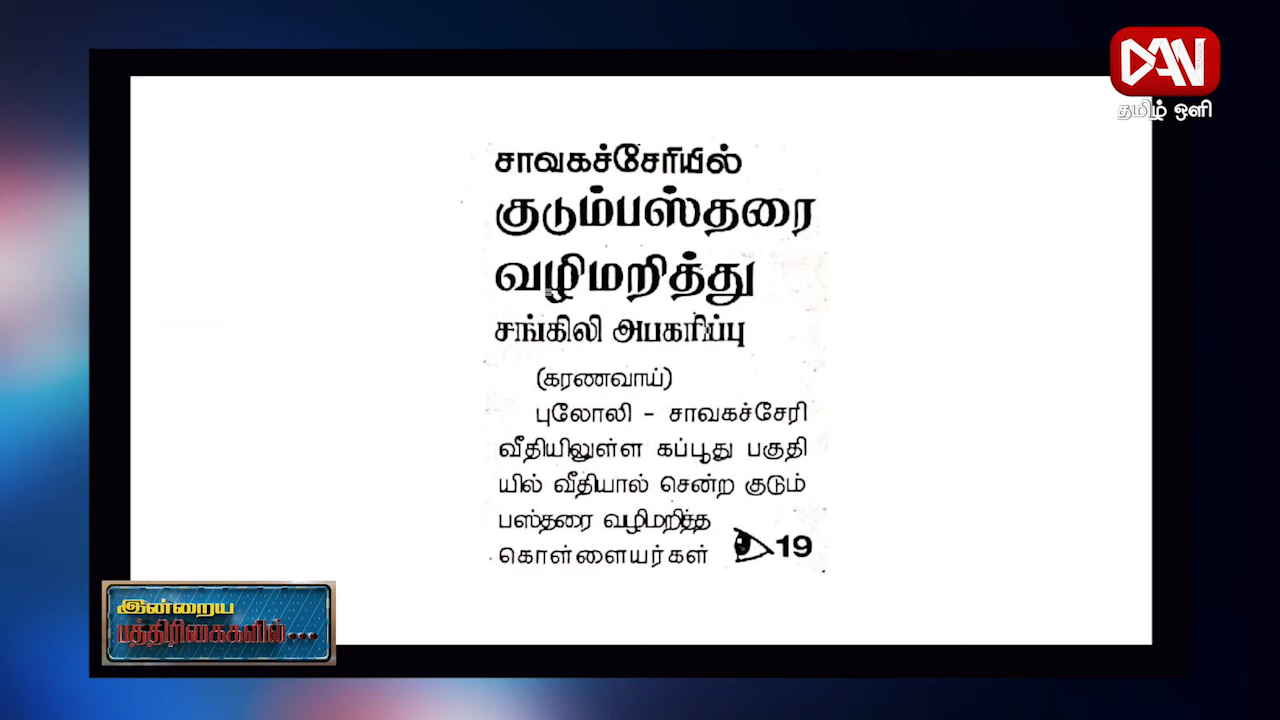 DAN
தமிழ் ஒளி
சாவகச்சேரியில்
குடும்பஸ்தரை
வழிமறித்து
சங்கிலி அபகரிப்பு
(கரணவாய்)
புலோலி - சாவகச்சேரி
வீதியிலுள்ள கப்பூது பகுதி
யில் வீதியால் சென்ற குடும்
பஸ்தரை வழிமறித்த
கொள்ளையர்கள் 19
இன்றைய
பத்திரிகைகளில்...